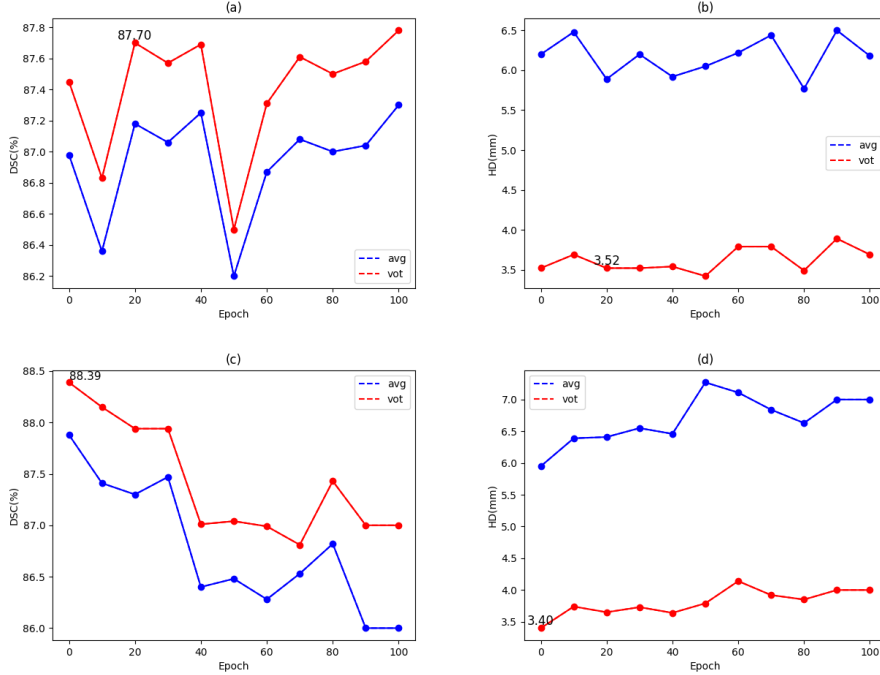 (a)
87.8
87.6
87.4
87.2
87.0
86.8
86.6
86.4
86.2
DSC(%)
87.70
avg
vot
0
20
40
60
80
100
Epoch
(b)
6.5
6.0
5.5
5.0
4.5
4.0
3.5
HD(mm)
avg
vot
3.52
0
20
40
60
80
100
Epoch
(c)
88.5
88.0
87.5
87.0
86.5
86.0
DSC(%)
88.39
avg
vot
0
20
40
60
80
100
Epoch
(d)
7.0
6.5
6.0
5.5
5.0
4.5
4.0
3.5
HD(mm)
avg
vot
3.40
0
20
40
60
80
100
Epoch